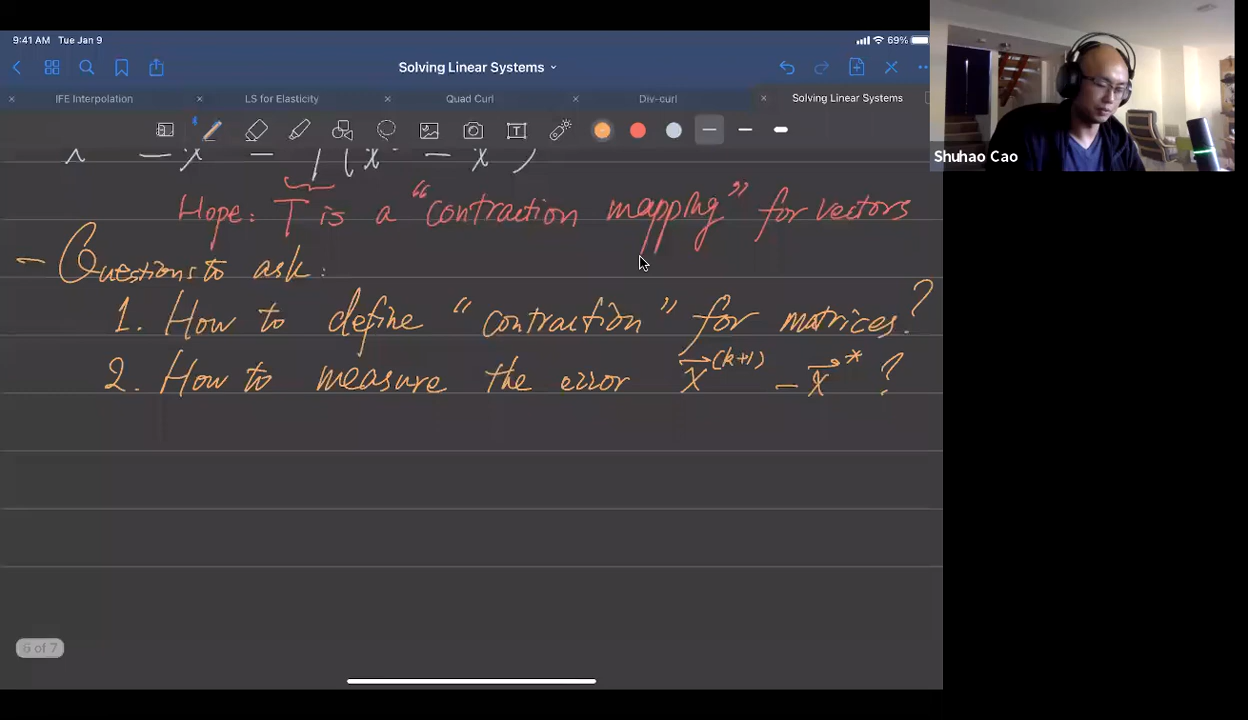 9:41 AM Tue Jan 9
69%
Solving Linear Systems
IFE Interpolation
LS for Elasticity
Quad Curl
Div-curl
Solving Linear Systems
Shuhao Cao
Hope: T is a "contraction mapping" for vectors
- Questions to ask:
1. How to define "contraction" for matrices?
2. How to measure the error x⃗^(k+1) - x⃗^* ?
6 of 7